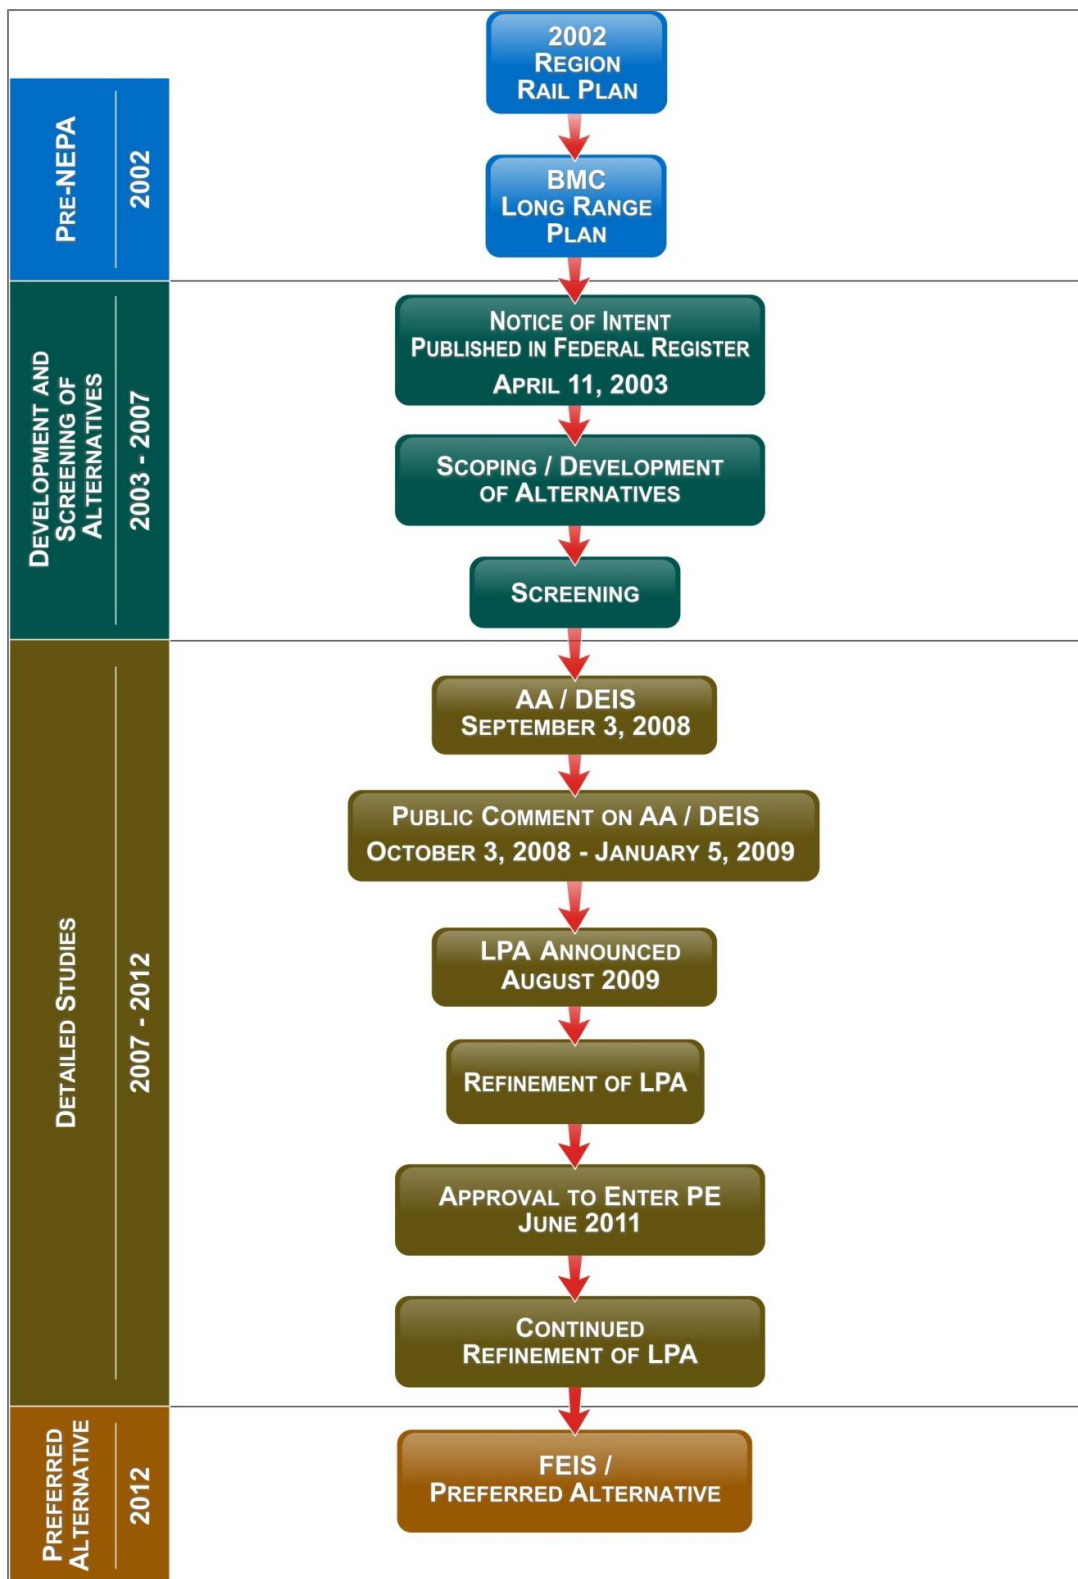 2002
REGION
RAIL PLAN
PRE-NEPA
2002
BMC
LONG RANGE
PLAN
DEVELOPMENT AND
SCREENING OF
ALTERNATIVES
2003 - 2007
NOTICE OF INTENT
PUBLISHED IN FEDERAL REGISTER
APRIL 11, 2003
SCOPING / DEVELOPMENT
OF ALTERNATIVES
SCREENING
DETAILED STUDIES
2007 - 2012
AA / DEIS
SEPTEMBER 3, 2008
PUBLIC COMMENT ON AA / DEIS
OCTOBER 3, 2008 - JANUARY 5, 2009
LPA ANNOUNCED
AUGUST 2009
REFINEMENT OF LPA
APPROVAL TO ENTER PE
JUNE 2011
CONTINUED
REFINEMENT OF LPA
PREFERRED
ALTERNATIVE
2012
FEIS /
PREFERRED ALTERNATIVE